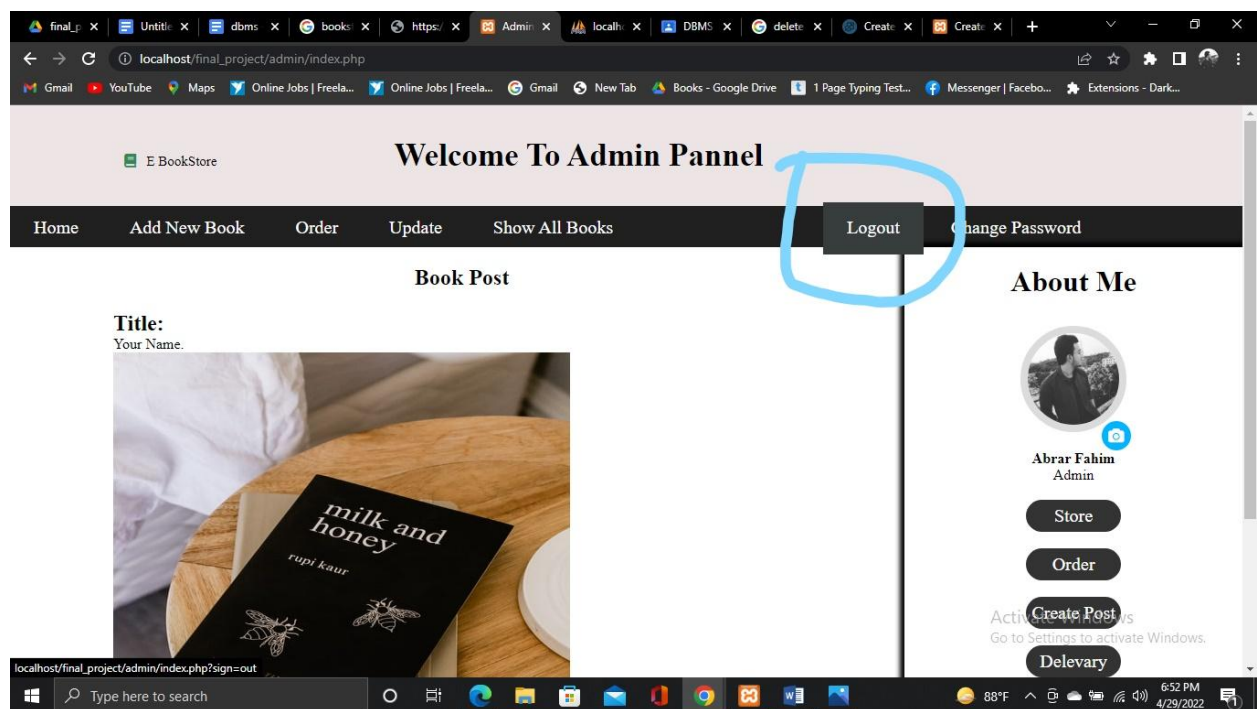 final_p
Untitle
dbms
books
https:/
Admin
localh
DBMS
delete
Create
Create
localhost/final_project/admin/index.php
Gmail
YouTube
Maps
Online Jobs | Freela...
Online Jobs | Freela...
Gmail
New Tab
Books - Google Drive
1 Page Typing Test...
Messenger | Facebo...
Extensions - Dark...
E BookStore
Welcome To Admin Pannel
Home Add New Book Order Update Show All Books Logout Change Password
Book Post
Title:
Your Name.
milk and
honey
rupi kaur
About Me
Abrar Fahim
Admin
Store
Order
Create Post
Delevary
Activate Windows
Go to Settings to activate Windows.
localhost/final_project/admin/index.php?sign=out
Type here to search
88°F
6:52 PM
4/29/2022